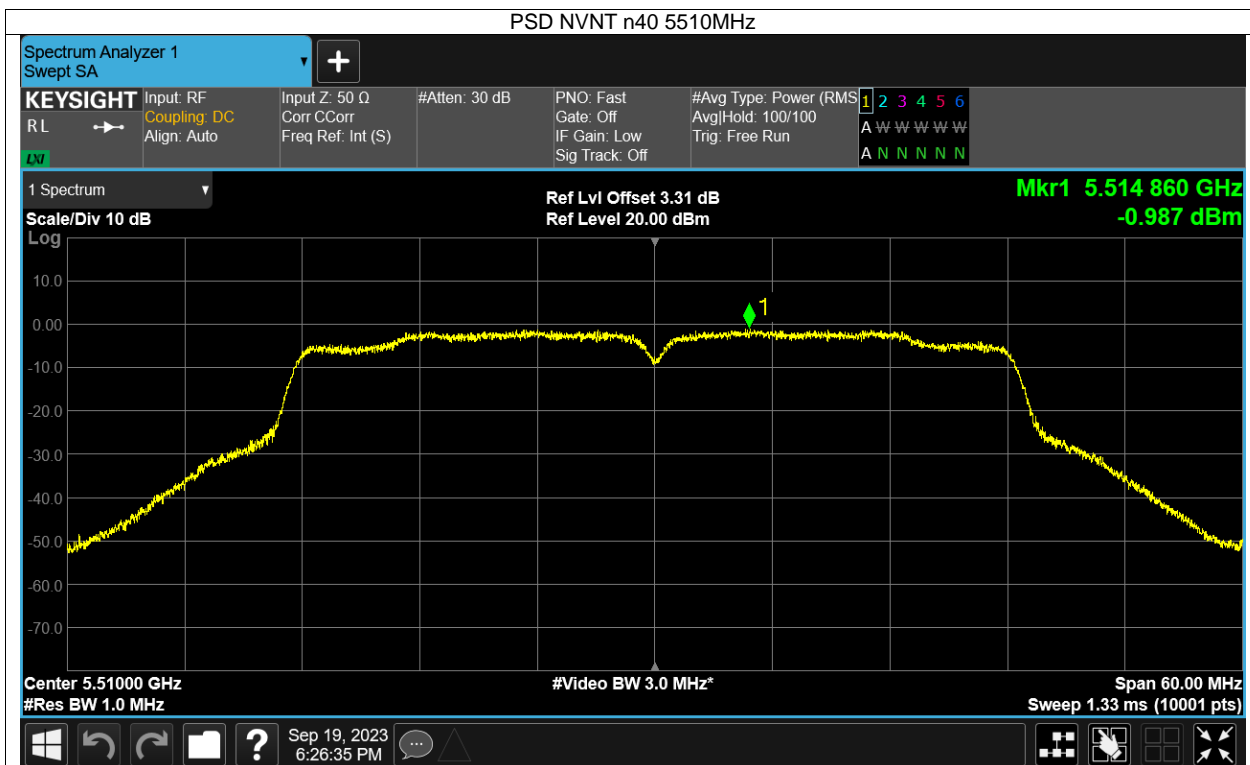 PSD NVNT n40 5510MHz
Spectrum Analyzer 1
Swept SA
KEYSIGHT
RL
LXI
Input: RF
Coupling: DC
Align: Auto
Input Z: 50 Ω
Corr CCorr
Freq Ref: Int (S)
#Atten: 30 dB
PNO: Fast
Gate: Off
IF Gain: Low
Sig Track: Off
#Avg Type: Power (RMS
Avg|Hold: 100/100
Trig: Free Run
1 2 3 4 5 6
A W W W W W
A N N N N N
1 Spectrum
Scale/Div 10 dB
Ref Lvl Offset 3.31 dB
Ref Level 20.00 dBm
Mkr1 5.514 860 GHz
-0.987 dBm
Log
10.0
0.00
-10.0
-20.0
-30.0
-40.0
-50.0
-60.0
-70.0
1
Center 5.51000 GHz
#Res BW 1.0 MHz
#Video BW 3.0 MHz*
Span 60.00 MHz
Sweep 1.33 ms (10001 pts)
?
Sep 19, 2023
6:26:35 PM